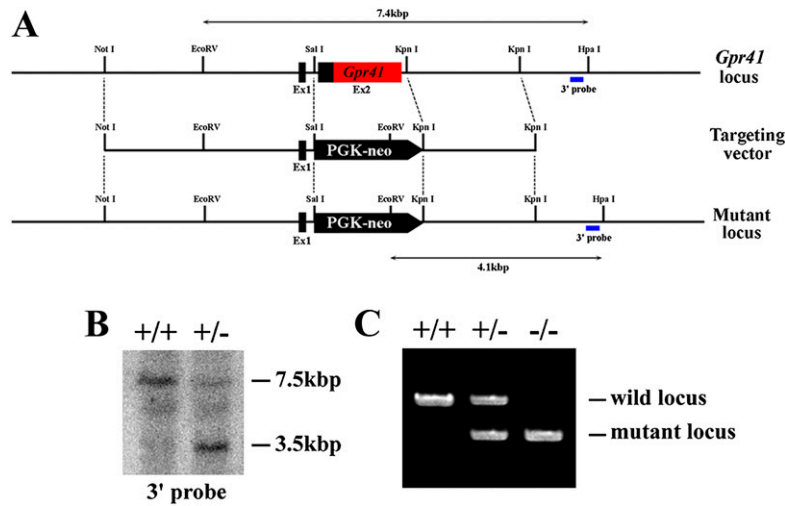 A
7.4kbp
Not I EcoRV Sal I Kpn I Kpn I Hpa I
Gpr41
Gpr41
locus
Ex1 Ex2 3' probe
Not I EcoRV Sal I EcoRV Kpn I Kpn I
PGK-neo
Targeting
vector
Ex1
Not I EcoRV Sal I EcoRV Kpn I Kpn I Hpa I
PGK-neo
Mutant
locus
Ex1 3' probe
4.1kbp
B
+/+ +/-
7.5kbp
3.5kbp
3' probe
C
+/+ +/- -/-
wild locus
mutant locus